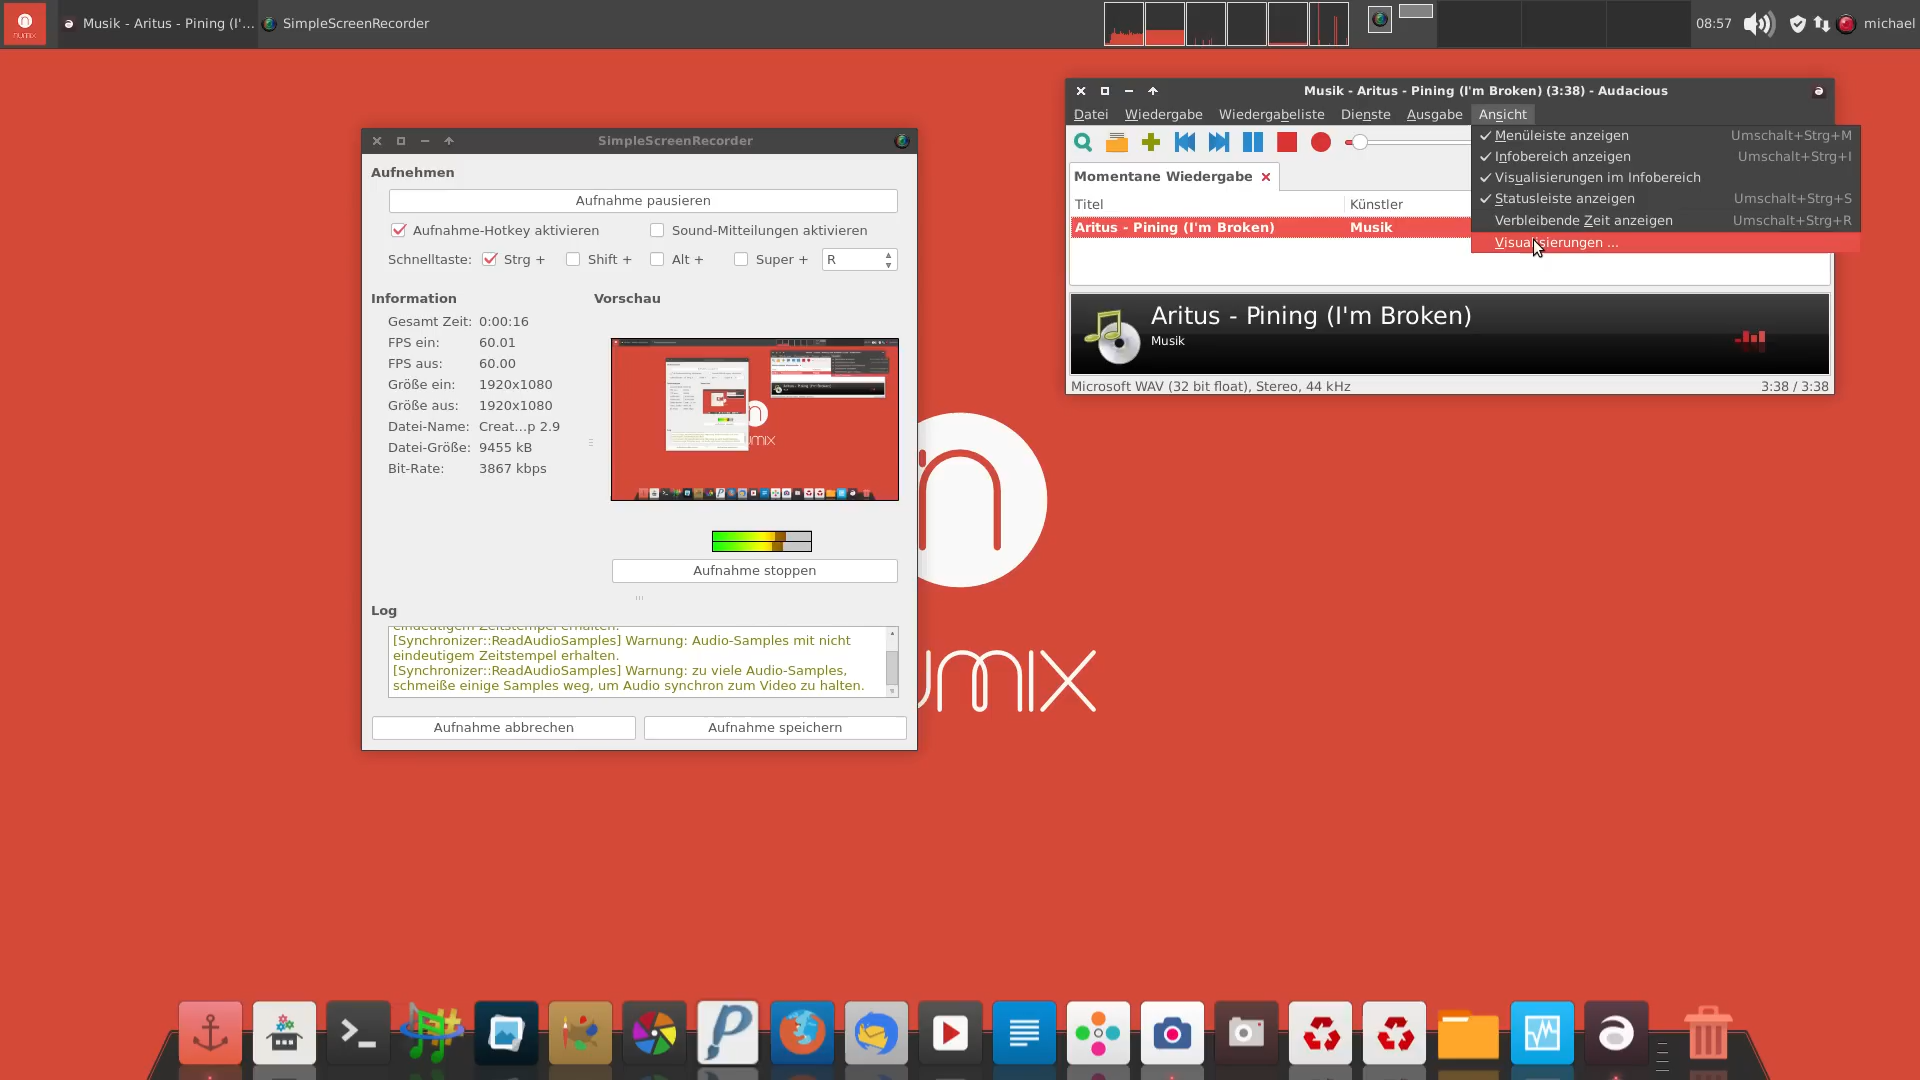 numix
Musik - Aritus - Pining (I'...
SimpleScreenRecorder
08:57
michael
SimpleScreenRecorder
Aufnehmen
Aufnahme pausieren
Aufnahme-Hotkey aktivieren
Sound-Mitteilungen aktivieren
Schnelltaste:
Strg +
Shift +
Alt +
Super +
R
Information
Gesamt Zeit: 0:00:16
FPS ein: 60.01
FPS aus: 60.00
Größe ein: 1920x1080
Größe aus: 1920x1080
Datei-Name: Creat...p 2.9
Datei-Größe: 9455 kB
Bit-Rate: 3867 kbps
Vorschau
Aufnahme stoppen
Log
eindeutigem Zeitstempel erhalten.
[Synchronizer::ReadAudioSamples] Warnung: Audio-Samples mit nicht
eindeutigem Zeitstempel erhalten.
[Synchronizer::ReadAudioSamples] Warnung: zu viele Audio-Samples,
schmeiße einige Samples weg, um Audio synchron zum Video zu halten.
Aufnahme abbrechen
Aufnahme speichern
Musik - Aritus - Pining (I'm Broken) (3:38) - Audacious
Datei
Wiedergabe
Wiedergabeliste
Dienste
Ausgabe
Ansicht
Menüleiste anzeigen Umschalt+Strg+M
Infobereich anzeigen Umschalt+Strg+I
Visualisierungen im Infobereich
Statusleiste anzeigen Umschalt+Strg+S
Verbleibende Zeit anzeigen Umschalt+Strg+R
Visualisierungen ...
Momentane Wiedergabe
Titel
Künstler
Aritus - Pining (I'm Broken)
Musik
Aritus - Pining (I'm Broken)
Musik
Microsoft WAV (32 bit float), Stereo, 44 kHz
3:38 / 3:38
umix